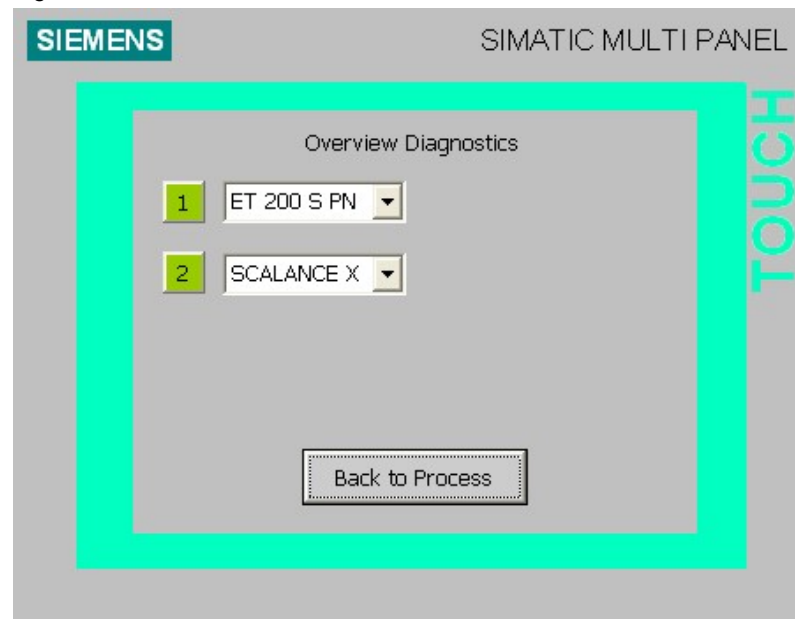 SIEMENS
SIMATIC MULTI PANEL
TOUCH
Overview Diagnostics
1 ET 200 S PN
2 SCALANCE X
Back to Process